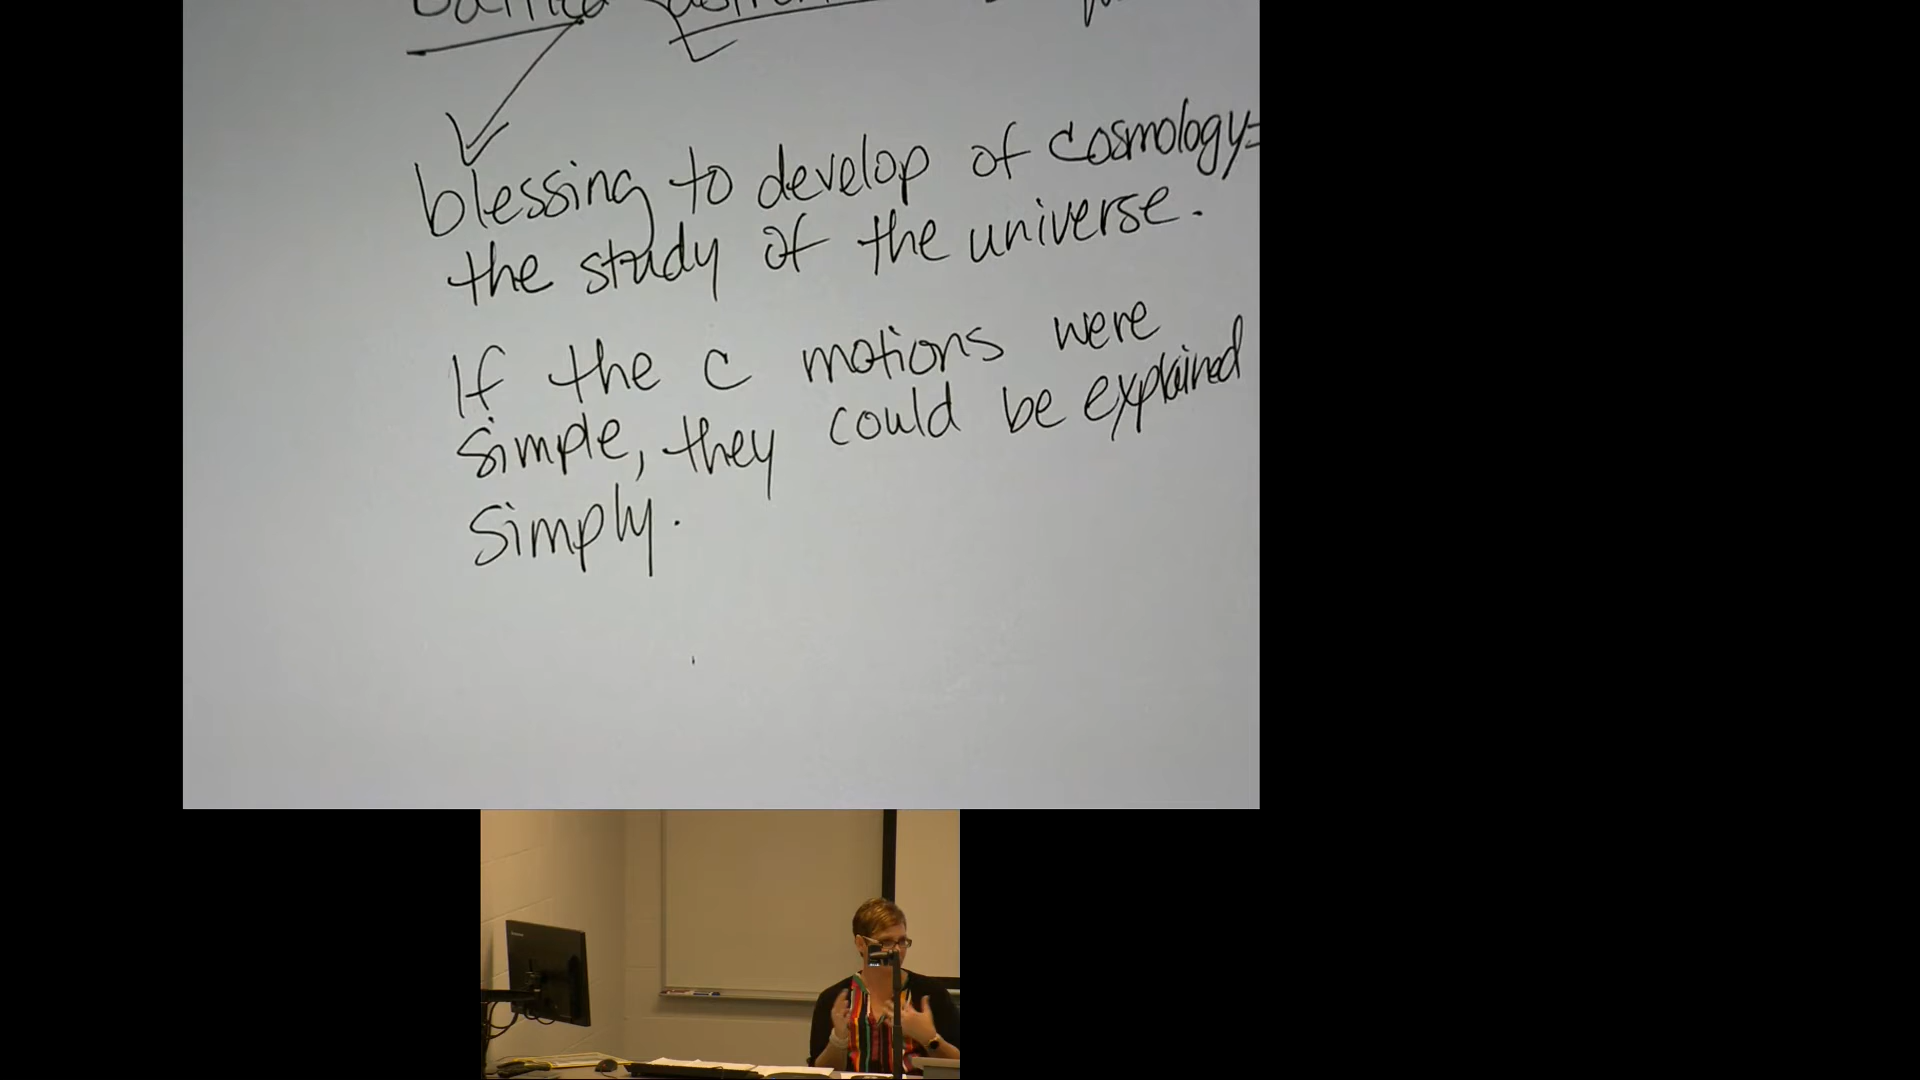 blessing to develop of cosmology=
the study of the universe.
If the c motions were
simple, they could be explained
simply.